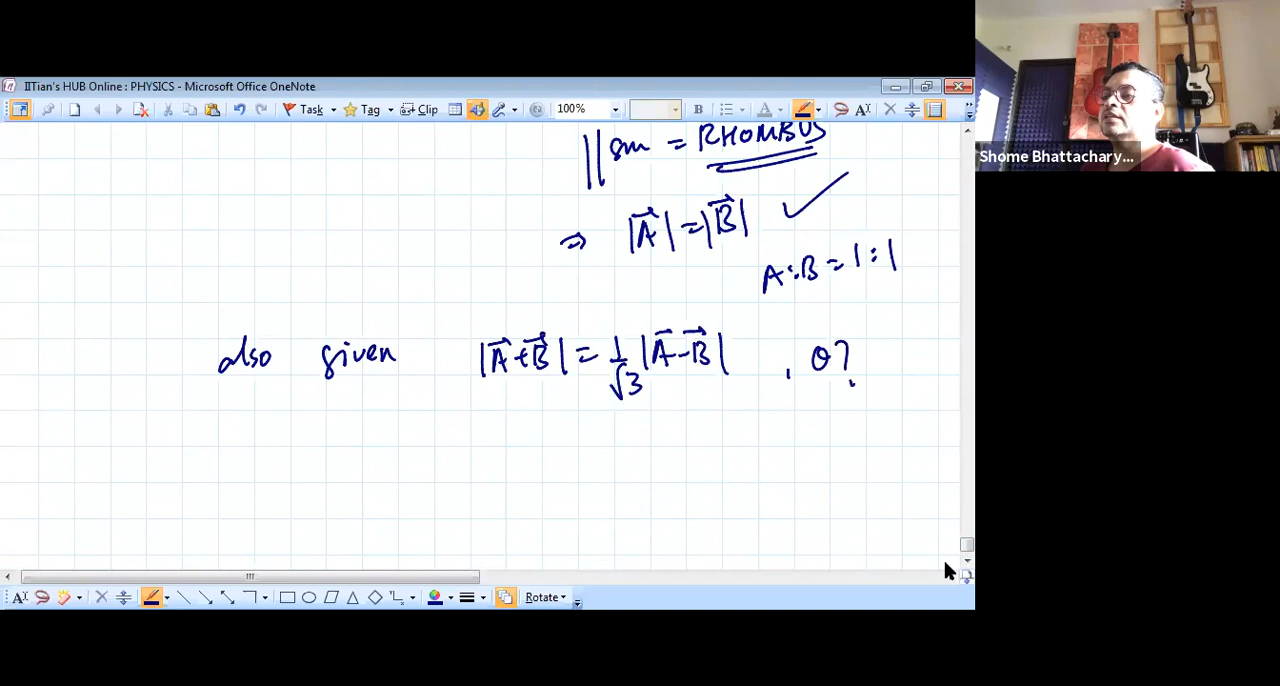 IITian's HUB Online : PHYSICS - Microsoft Office OneNote
Task Tag Clip 100% B A
Shome Bhattachary...
||gm = RHOMBUS
⇒ |A⃗| = |B⃗| ✓
A:B = 1:1
also given |A⃗+B⃗| = 1/√3 |A⃗-B⃗| , θ?
Rotate